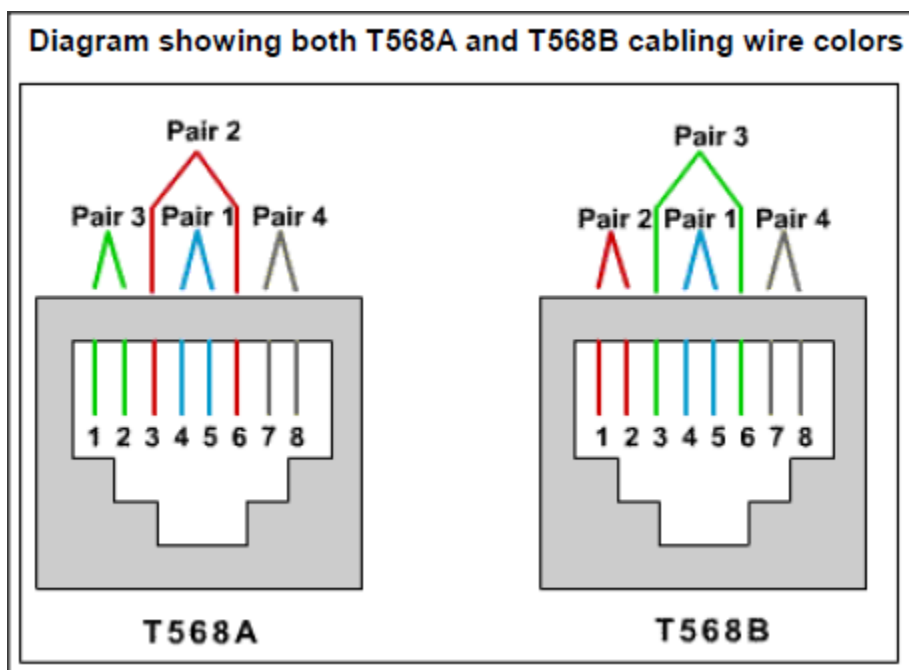 Diagram showing both T568A and T568B cabling wire colors
Pair 2
Pair 3 Pair 1 Pair 4
1 2 3 4 5 6 7 8
T568A
Pair 3
Pair 2 Pair 1 Pair 4
1 2 3 4 5 6 7 8
T568B